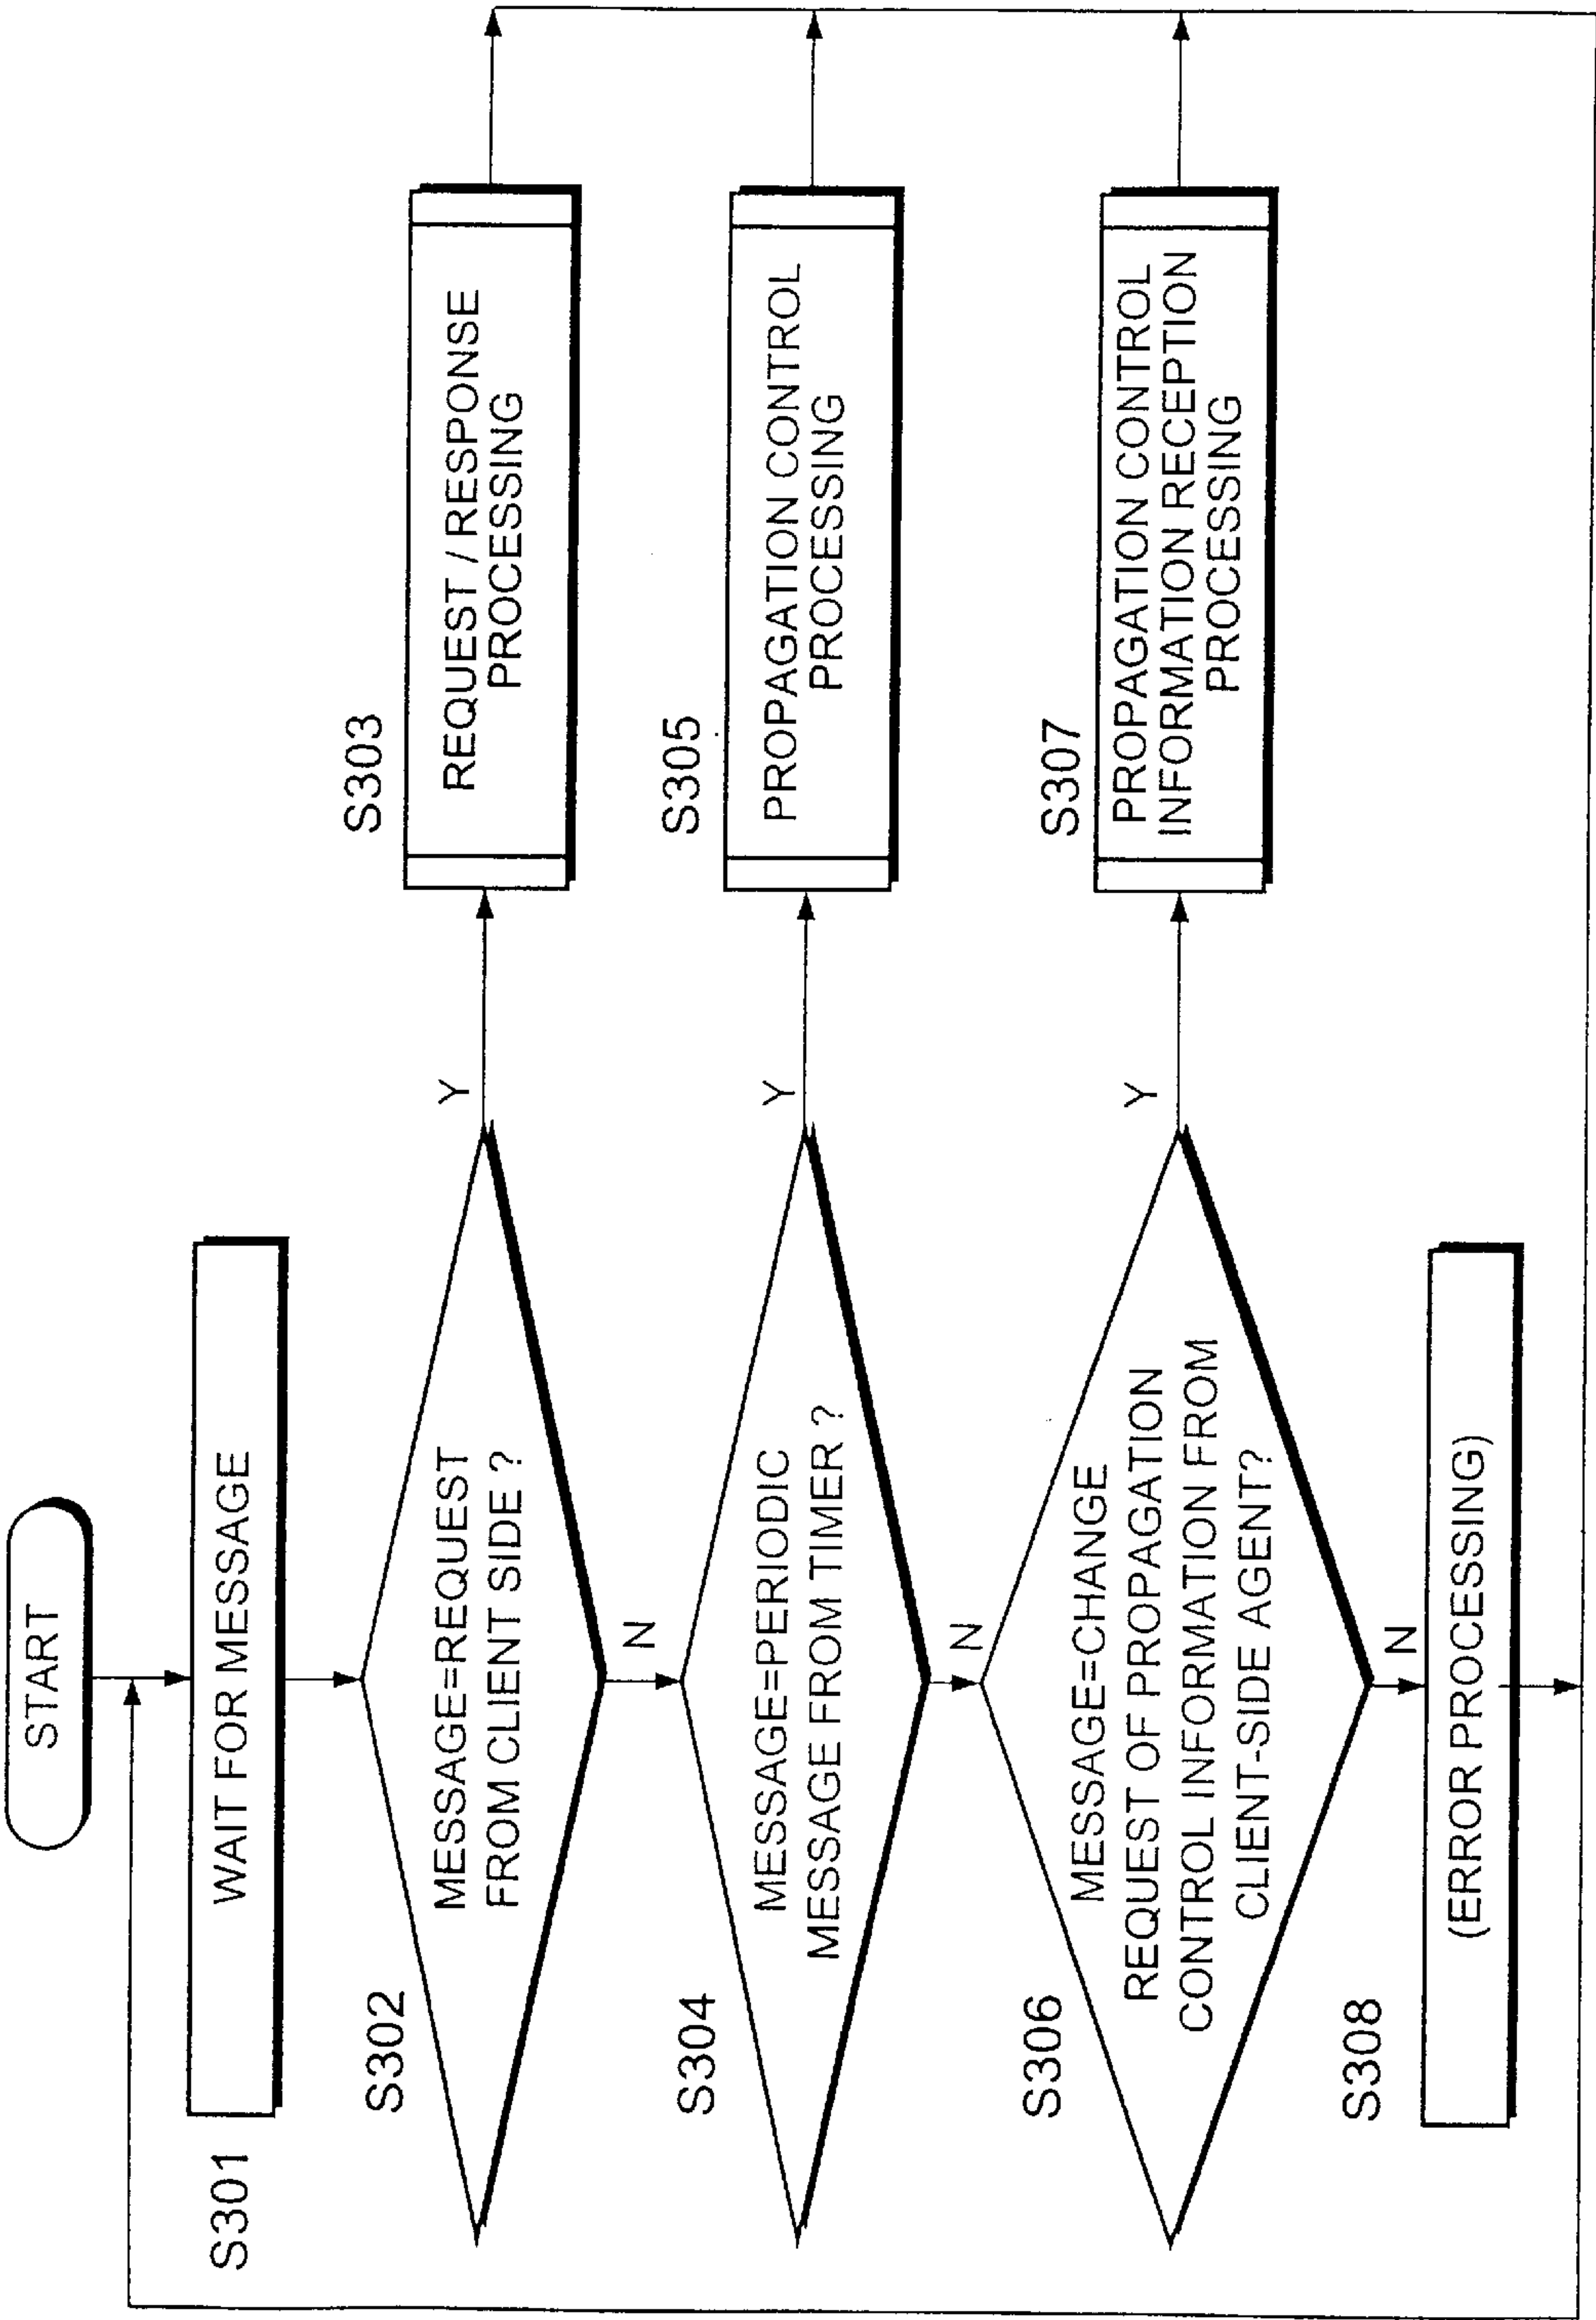 START
S301
WAIT FOR MESSAGE
S302
MESSAGE=REQUEST
FROM CLIENT SIDE ?
Y
S303
REQUEST / RESPONSE
PROCESSING
N
S304
MESSAGE=PERIODIC
MESSAGE FROM TIMER ?
Y
S305
PROPAGATION CONTROL
PROCESSING
N
S306
MESSAGE=CHANGE
REQUEST OF PROPAGATION
CONTROL INFORMATION FROM
CLIENT-SIDE AGENT?
Y
S307
PROPAGATION CONTROL
INFORMATION RECEPTION
PROCESSING
N
S308
(ERROR PROCESSING)